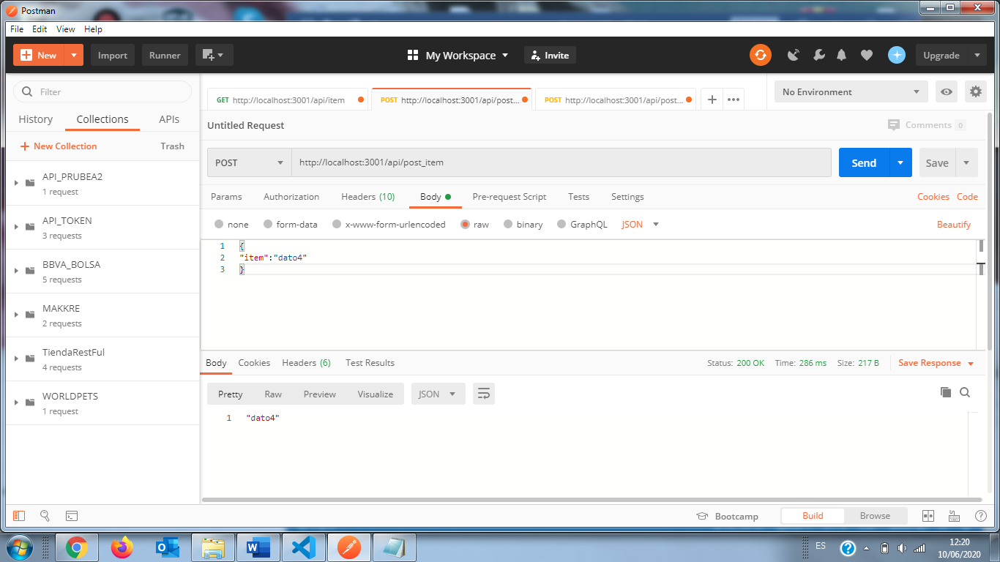 Postman
File Edit View Help
New Import Runner My Workspace Invite Upgrade
Filter
History Collections APIs
New Collection Trash
API_PRUBEA2
1 request
API_TOKEN
3 requests
BBVA_BOLSA
5 requests
MAKKRE
2 requests
TiendaRestFul
4 requests
WORLDPETS
1 request
GET http://localhost:3001/api/item POST http://localhost:3001/api/post... POST http://localhost:3001/api/post... No Environment
Untitled Request Comments 0
POST http://localhost:3001/api/post_item Send Save
Params Authorization Headers (10) Body Pre-request Script Tests Settings Cookies Code
none form-data x-www-form-urlencoded raw binary GraphQL JSON Beautify
1 {
2 "item":"dato4"
3 }
Body Cookies Headers (6) Test Results Status: 200 OK Time: 286 ms Size: 217 B Save Response
Pretty Raw Preview Visualize JSON
1 "dato4"
Bootcamp Build Browse
ES 12:20
10/06/2020